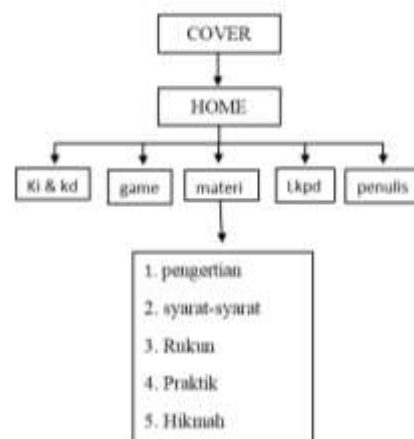 COVER
HOME
Ki & kd
game
materi
Lkpd
penulis
1. pengertian
2. syarat-syarat
3. Rukun
4. Praktik
5. Hikmah